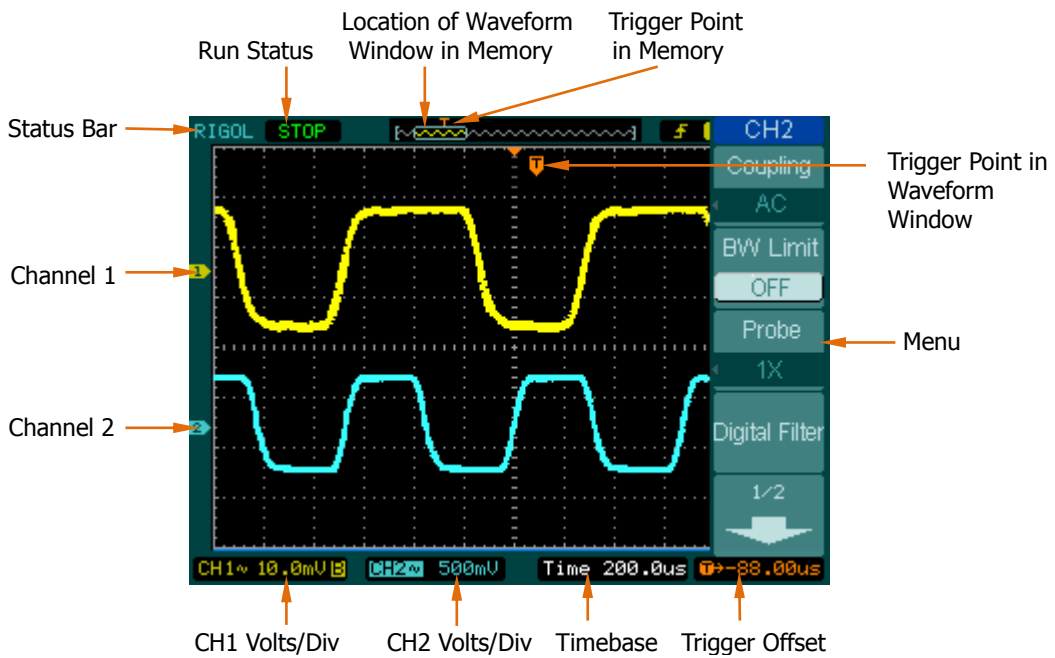 Location of Waveform
Window in Memory
Trigger Point
in Memory
Run Status
Status Bar
RIGOL STOP
T
CH2
Coupling
AC
T
Trigger Point in
Waveform
Window
BW Limit
OFF
Channel 1
1
Probe
1X
Menu
Channel 2
2
Digital Filter
1/2
CH1~ 10.0mV B CH2~ 500mV Time 200.0us T→-88.00us
CH1 Volts/Div CH2 Volts/Div Timebase Trigger Offset